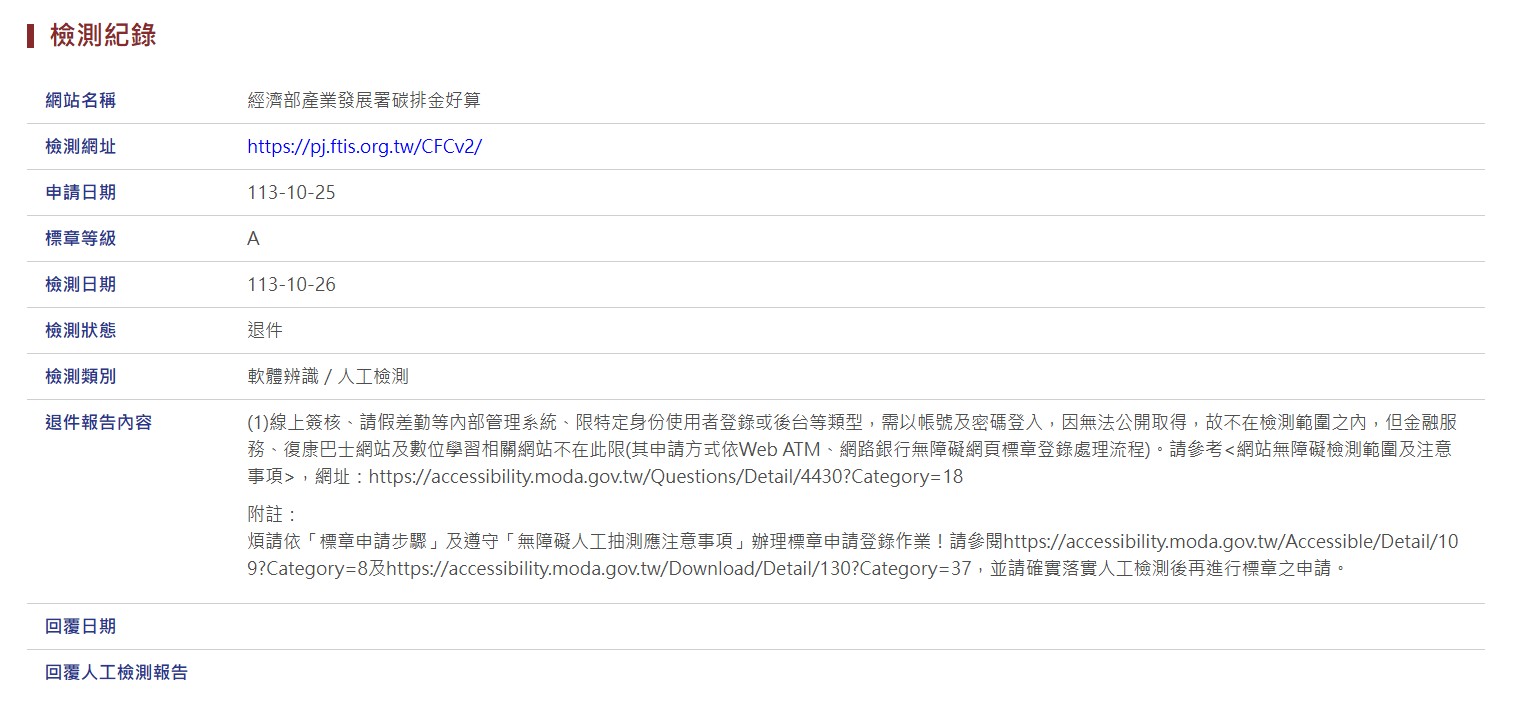 檢測紀錄
網站名稱 經濟部產業發展署碳排金好算
檢測網址 https://pj.ftis.org.tw/CFCv2/
申請日期 113-10-25
標章等級 A
檢測日期 113-10-26
檢測狀態 退件
檢測類別 軟體辨識 / 人工檢測
退件報告內容 (1)線上簽核、請假差勤等內部管理系統、限特定身份使用者登錄或後台等類型，需以帳號及密碼登入，因無法公開取得，故不在檢測範圍之內，但金融服
務、復康巴士網站及數位學習相關網站不在此限(其申請方式依Web ATM、網路銀行無障礙網頁標章登錄處理流程)。請參考<網站無障礙檢測範圍及注意
事項>，網址：https://accessibility.moda.gov.tw/Questions/Detail/4430?Category=18
附註：
煩請依「標章申請步驟」及遵守「無障礙人工抽測應注意事項」辦理標章申請登錄作業！請參閱https://accessibility.moda.gov.tw/Accessible/Detail/10
9?Category=8及https://accessibility.moda.gov.tw/Download/Detail/130?Category=37，並請確實落實人工檢測後再進行標章之申請。
回覆日期
回覆人工檢測報告